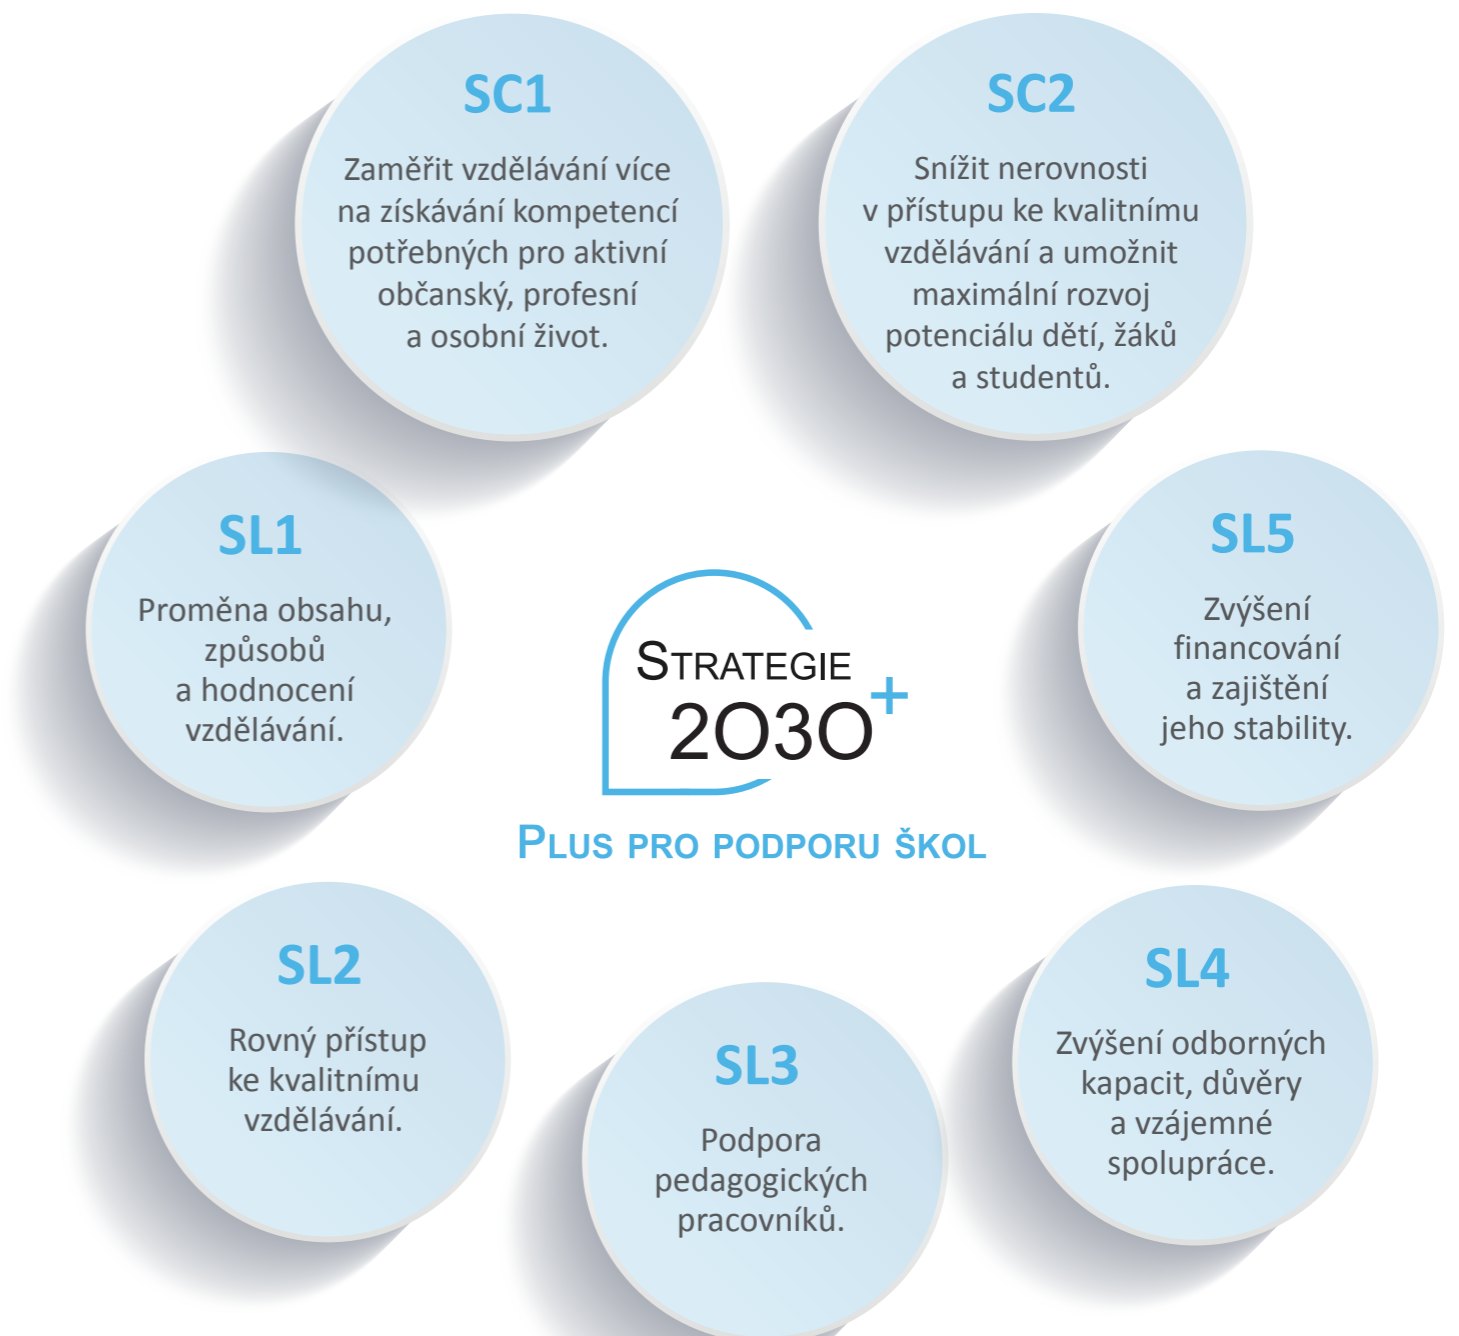 SC1
Zaměřit vzdělávání více
na získávání kompetencí
potřebných pro aktivní
občanský, profesní
a osobní život.
SC2
Snížit nerovnosti
v přístupu ke kvalitnímu
vzdělávání a umožnit
maximální rozvoj
potenciálu dětí, žáků
a studentů.
SL1
Proměna obsahu,
způsobů
a hodnocení
vzdělávání.
STRATEGIE
2030+
PLUS PRO PODPORU ŠKOL
SL5
Zvýšení
financování
a zajištění
jeho stability.
SL2
Rovný přístup
ke kvalitnímu
vzdělávání.
SL3
Podpora
pedagogických
pracovníků.
SL4
Zvýšení odborných
kapacit, důvěry
a vzájemné
spolupráce.